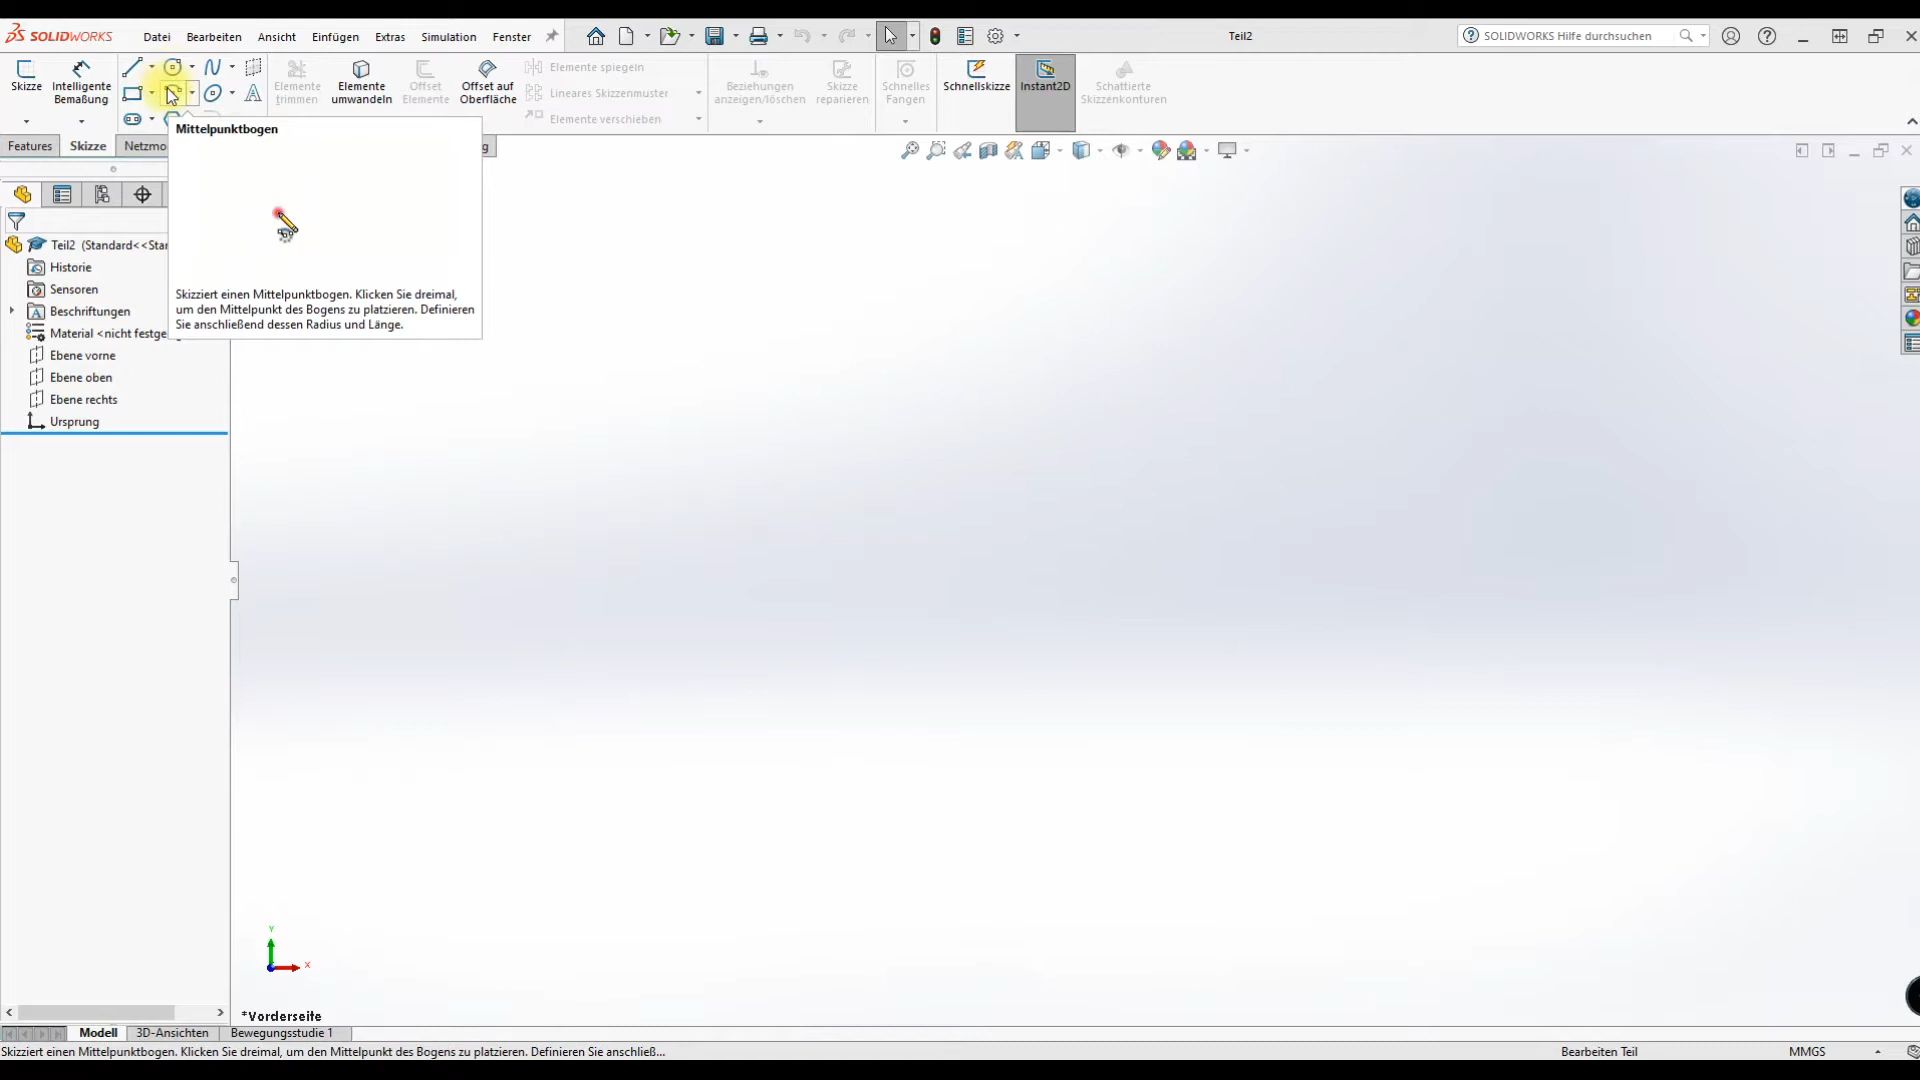 SOLIDWORKS
Datei
Bearbeiten
Ansicht
Einfügen
Extras
Simulation
Fenster
Teil2
SOLIDWORKS Hilfe durchsuchen
Skizze
Intelligente
Bemaßung
Elemente
trimmen
Elemente
umwandeln
Offset
Elemente
Offset auf
Oberfläche
Elemente spiegeln
Lineares Skizzenmuster
Elemente verschieben
Beziehungen
anzeigen/löschen
Skizze
reparieren
Schnelles
Fangen
Schnellskizze
Instant2D
Schattierte
Skizzenkonturen
Features
Skizze
Netzmo
g
Mittelpunktbogen
Skizziert einen Mittelpunktbogen. Klicken Sie dreimal,
um den Mittelpunkt des Bogens zu platzieren. Definieren
Sie anschließend dessen Radius und Länge.
Teil2 (Standard<<Star
Historie
Sensoren
Beschriftungen
Material <nicht festge
Ebene vorne
Ebene oben
Ebene rechts
Ursprung
Y
X
*Vorderseite
Modell
3D-Ansichten
Bewegungsstudie 1
Skizziert einen Mittelpunktbogen. Klicken Sie dreimal, um den Mittelpunkt des Bogens zu platzieren. Definieren Sie anschließ...
Bearbeiten Teil
MMGS